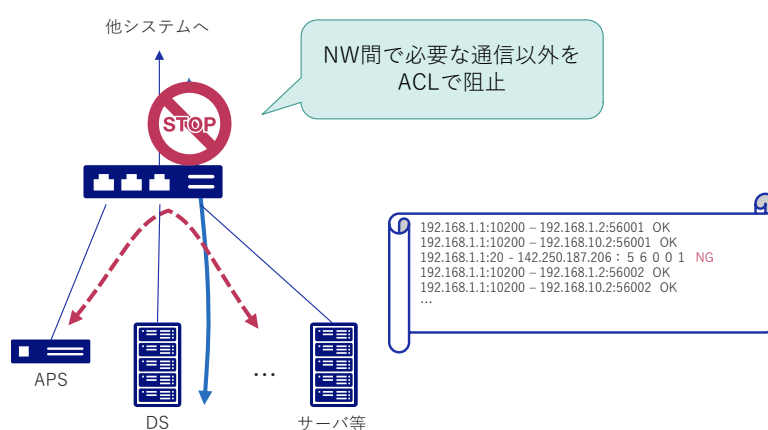 他システムへ
NW間で必要な通信以外を
ACLで阻止
STOP
192.168.1.1:10200 – 192.168.1.2:56001 OK
192.168.1.1:10200 – 192.168.10.2:56001 OK
192.168.1.1:20 - 142.250.187.206：５６００１ NG
192.168.1.1:10200 – 192.168.1.2:56002 OK
192.168.1.1:10200 – 192.168.10.2:56002 OK
…
APS
DS
…
サーバ等